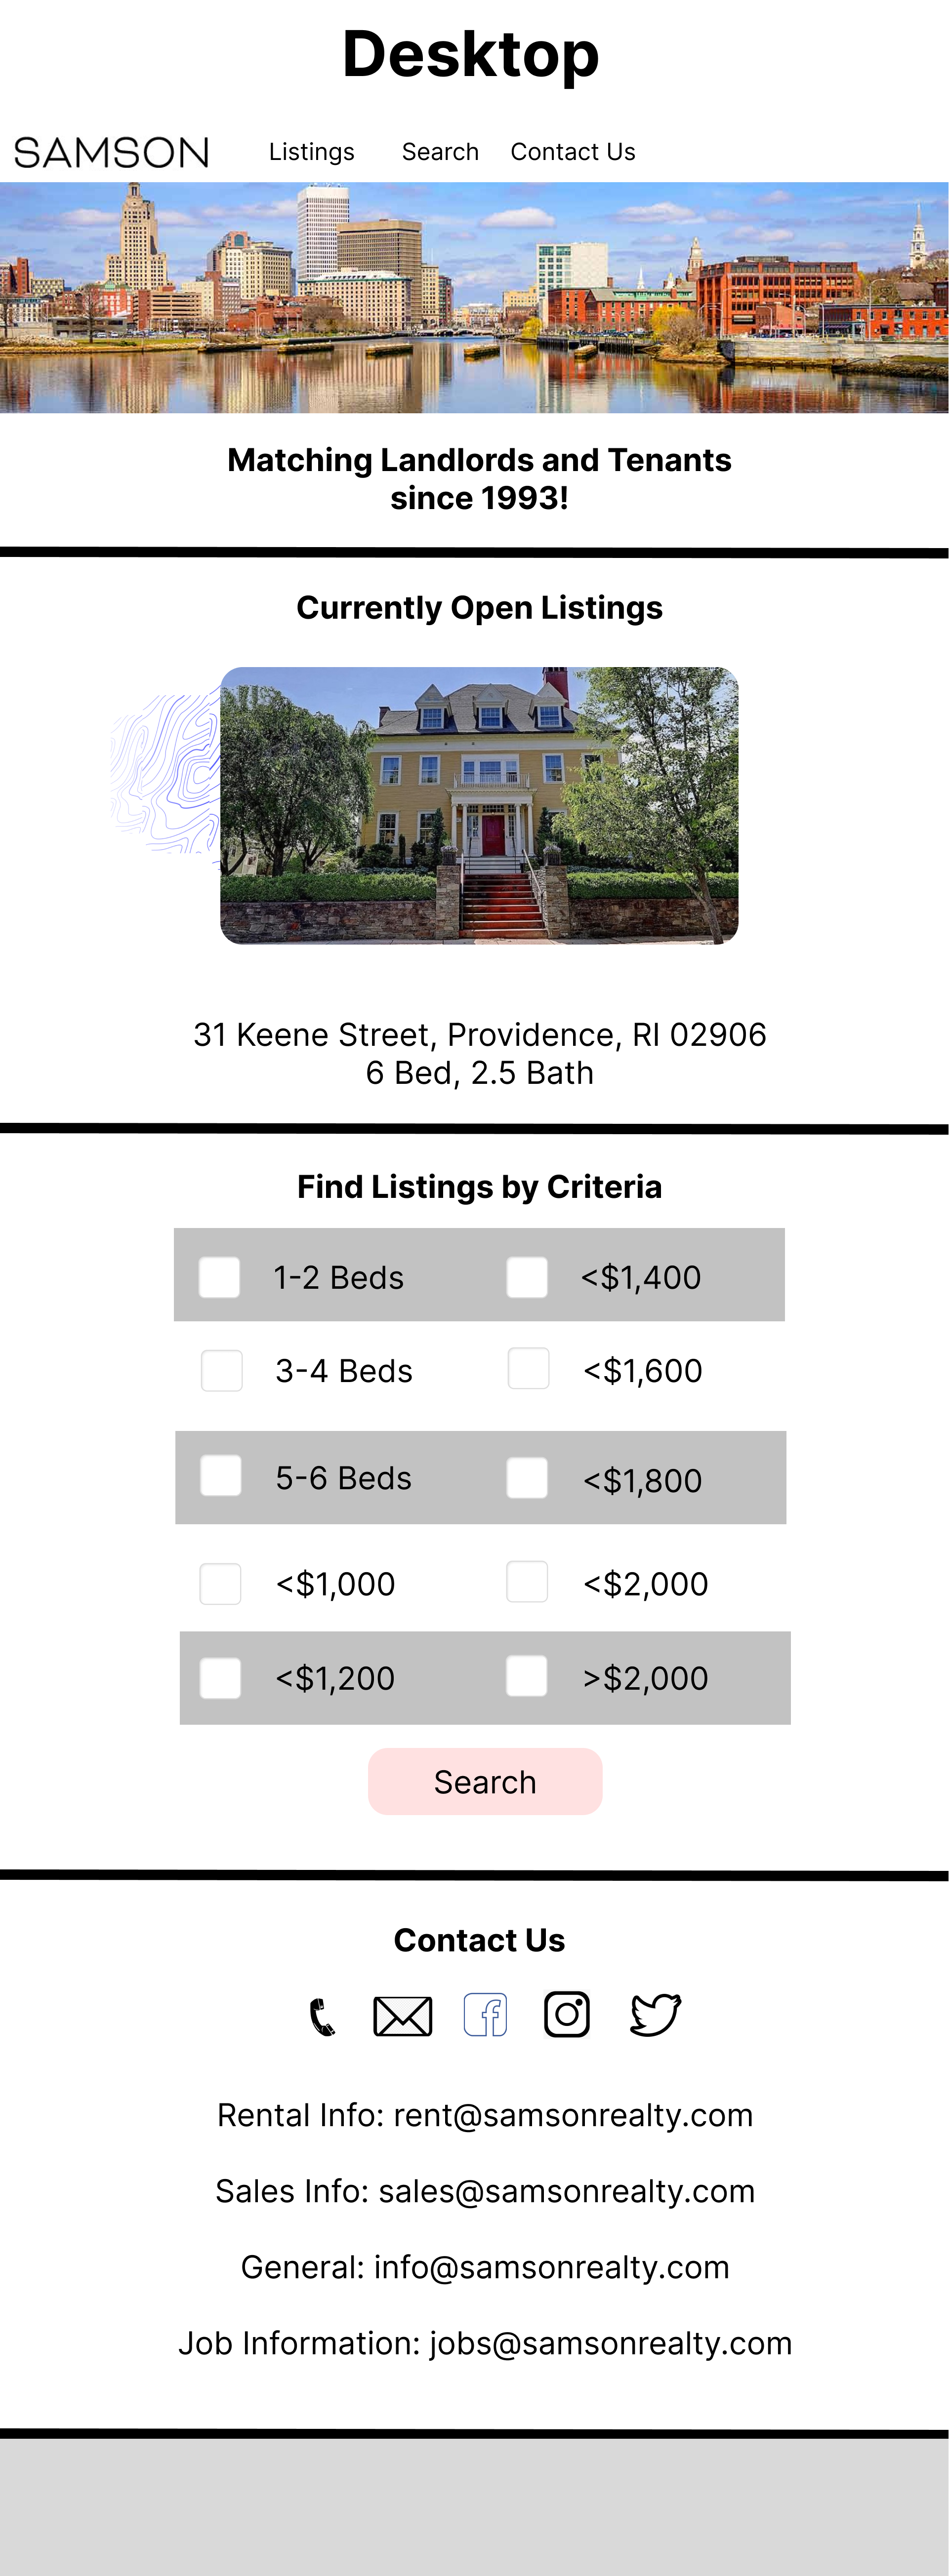 Desktop
SAMSON Listings Search Contact Us
Matching Landlords and Tenants
since 1993!
Currently Open Listings
31 Keene Street, Providence, RI 02906
6 Bed, 2.5 Bath
Find Listings by Criteria
1-2 Beds <$1,400
3-4 Beds <$1,600
5-6 Beds <$1,800
<$1,000 <$2,000
<$1,200 >$2,000
Search
Contact Us
Rental Info: rent@samsonrealty.com
Sales Info: sales@samsonrealty.com
General: info@samsonrealty.com
Job Information: jobs@samsonrealty.com